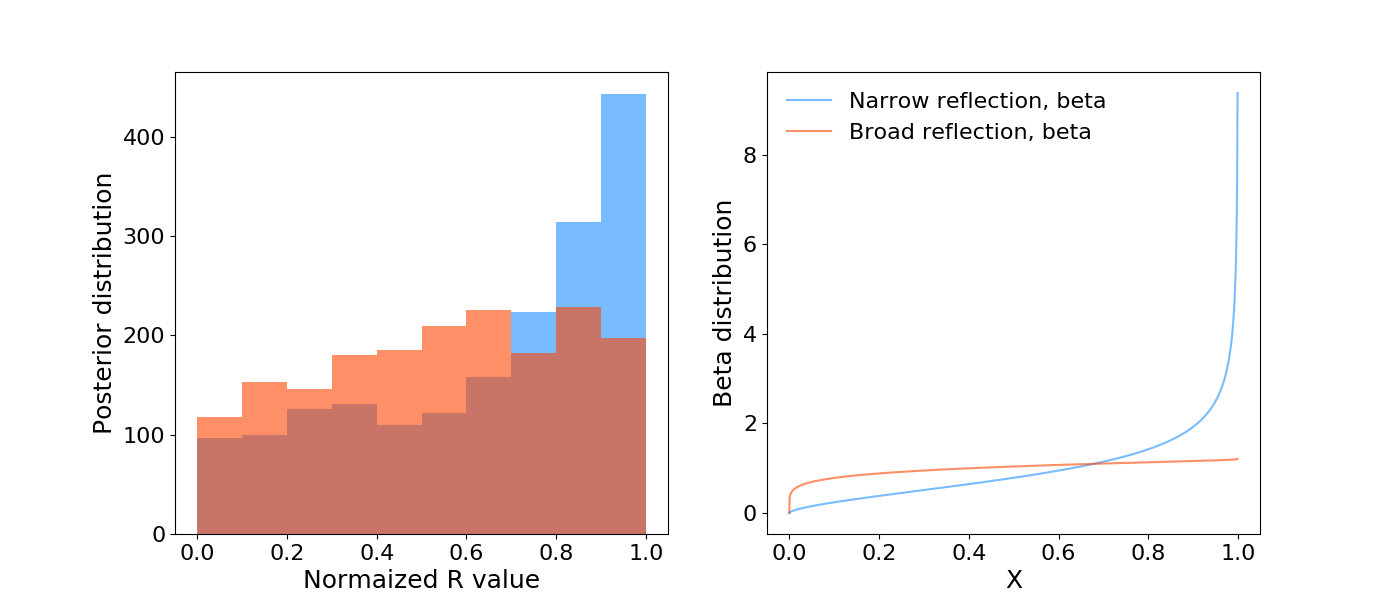 Posterior distribution
400
300
200
100
0
0.0 0.2 0.4 0.6 0.8 1.0
Normaized R value
Beta distribution
8
6
4
2
0
Narrow reflection, beta
Broad reflection, beta
0.0 0.2 0.4 0.6 0.8 1.0
X